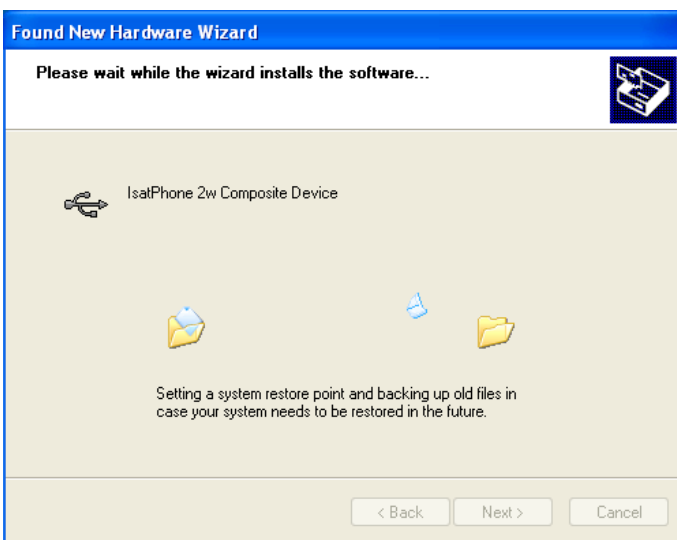 Found New Hardware Wizard
Please wait while the wizard installs the software...
IsatPhone 2w Composite Device
Setting a system restore point and backing up old files in
case your system needs to be restored in the future.
< Back
Next >
Cancel